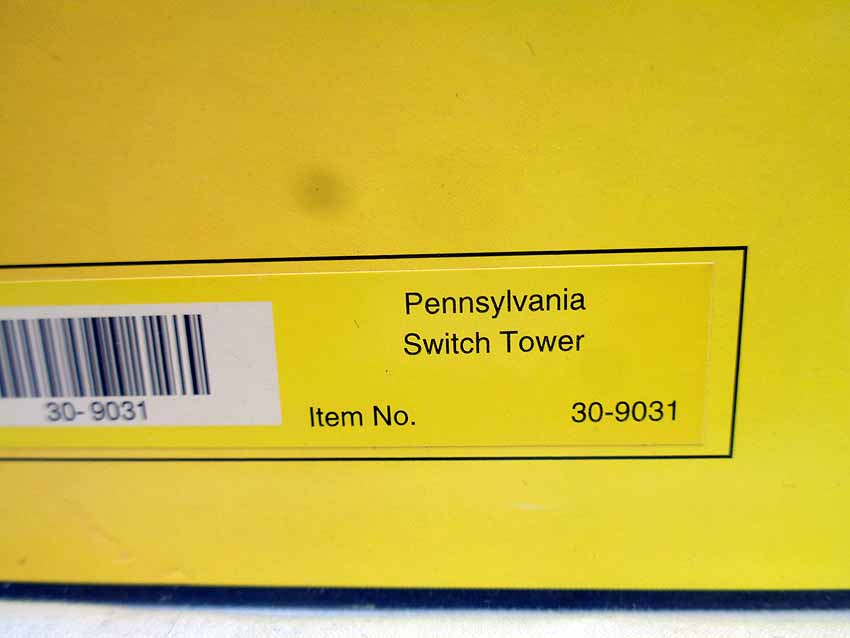 Pennsylvania
Switch Tower
Item No. 30-9031
30-9031